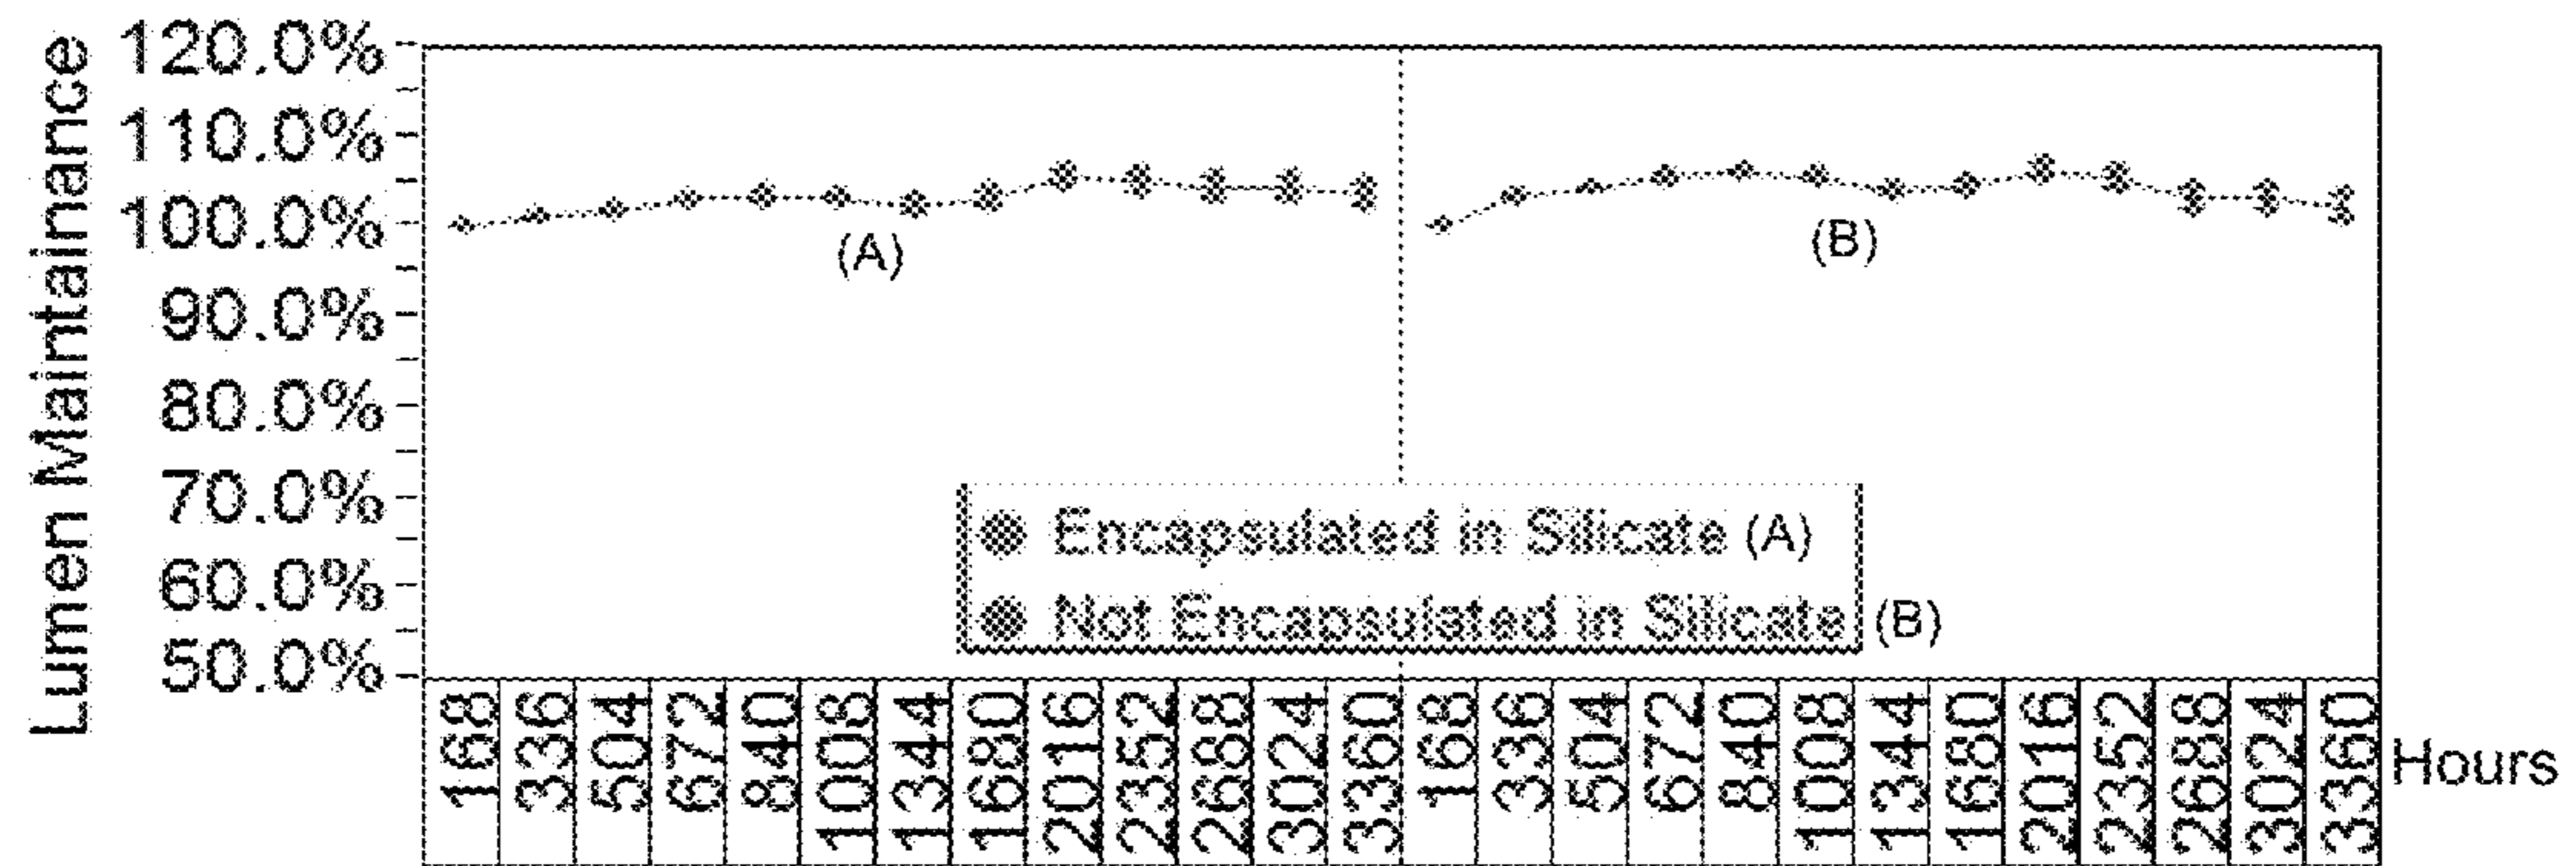 Lumen Maintainance
120.0%
110.0%
100.0%
90.0%
80.0%
70.0%
60.0%
50.0%
(A)
(B)
Encapsulated in Silicate (A)
Not Encapsulated in Silicate (B)
168 336 504 672 840 1008 1344 1680 2016 2352 2688 3024 3360 168 336 504 672 840 1008 1344 1680 2016 2352 2688 3024 3360 Hours